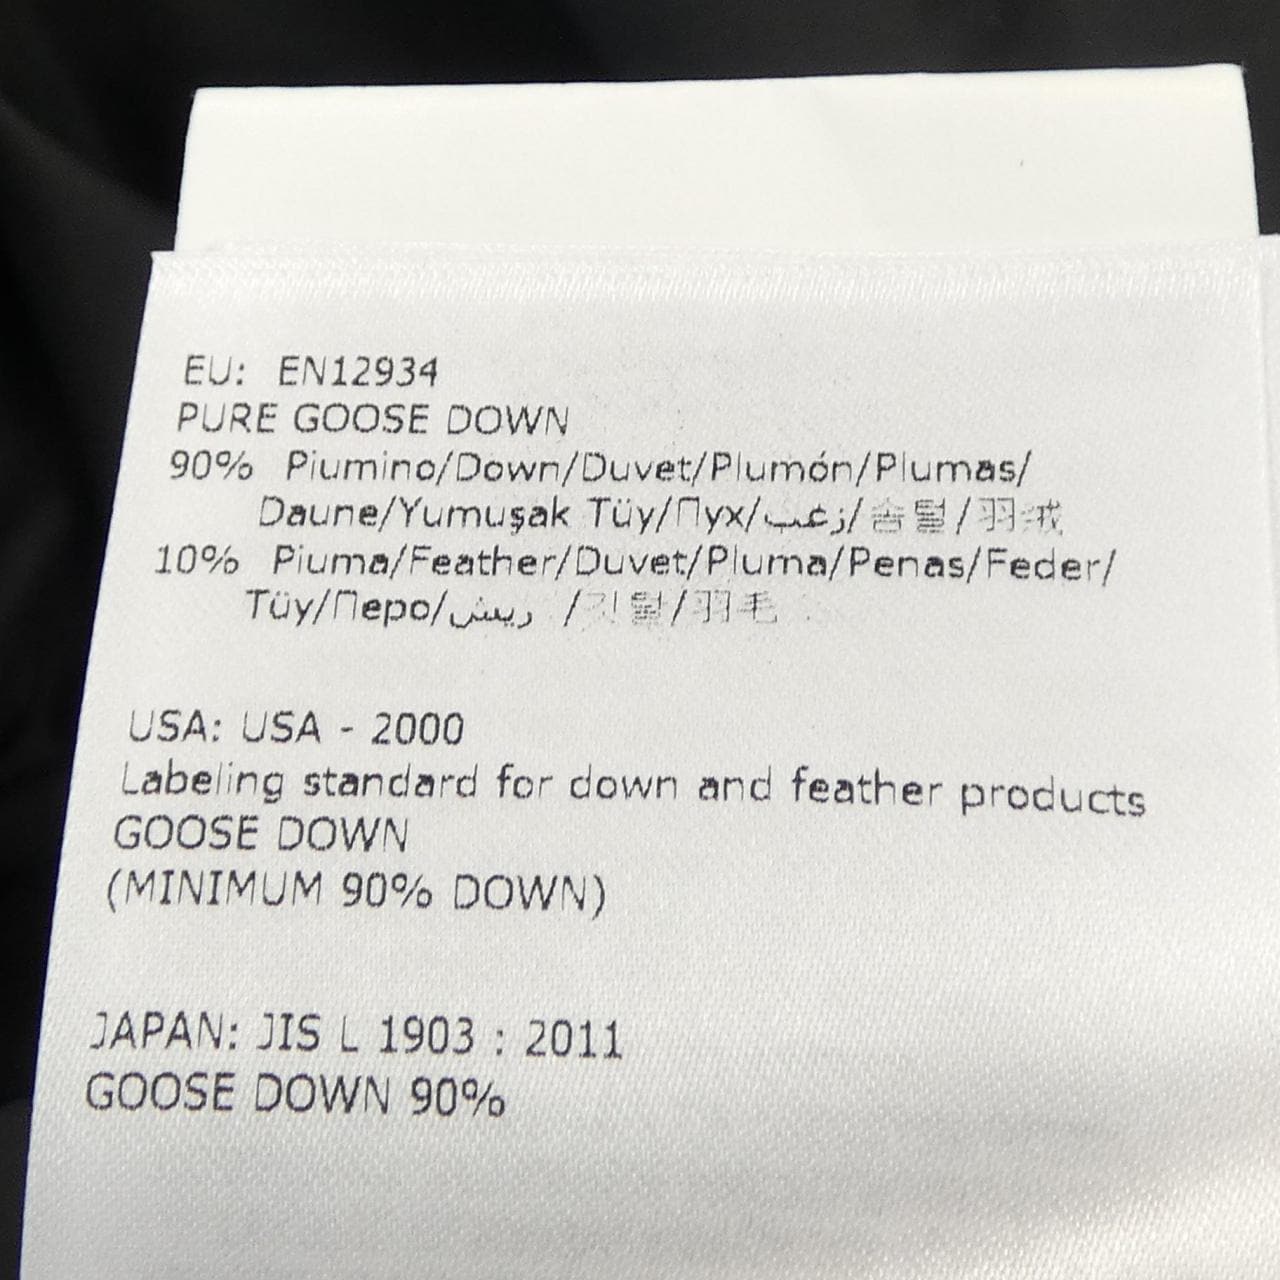 EU: EN12934
PURE GOOSE DOWN
90% Piumino/Down/Duvet/Plumón/Plumas/
Daune/Yumuşak Tüy/Пух/زغب/솜털/羽绒
10% Piuma/Feather/Duvet/Pluma/Penas/Feder/
Tüy/Перо/ريش /깃털/羽毛
USA: USA - 2000
Labeling standard for down and feather products
GOOSE DOWN
(MINIMUM 90% DOWN)
JAPAN: JIS L 1903 : 2011
GOOSE DOWN 90%